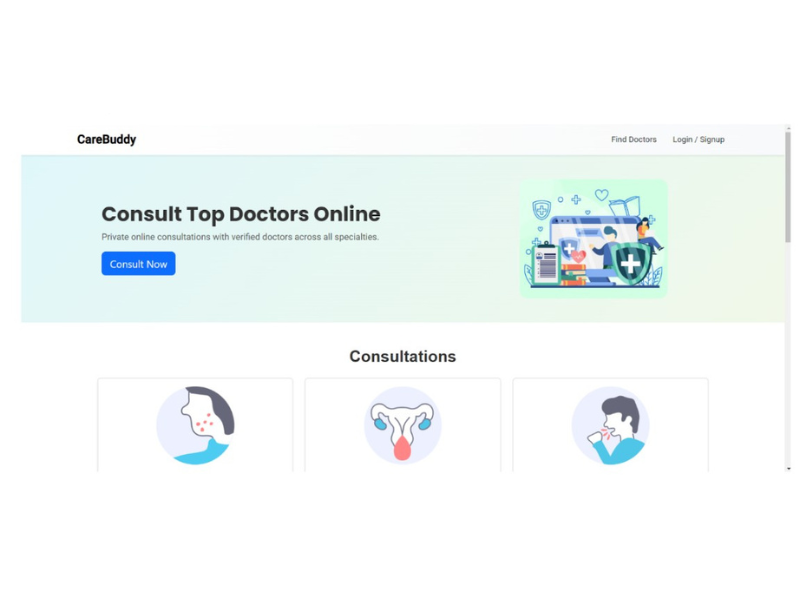 CareBuddy
Find Doctors
Login / Signup
Consult Top Doctors Online
Private online consultations with verified doctors across all specialties.
Consult Now
Consultations